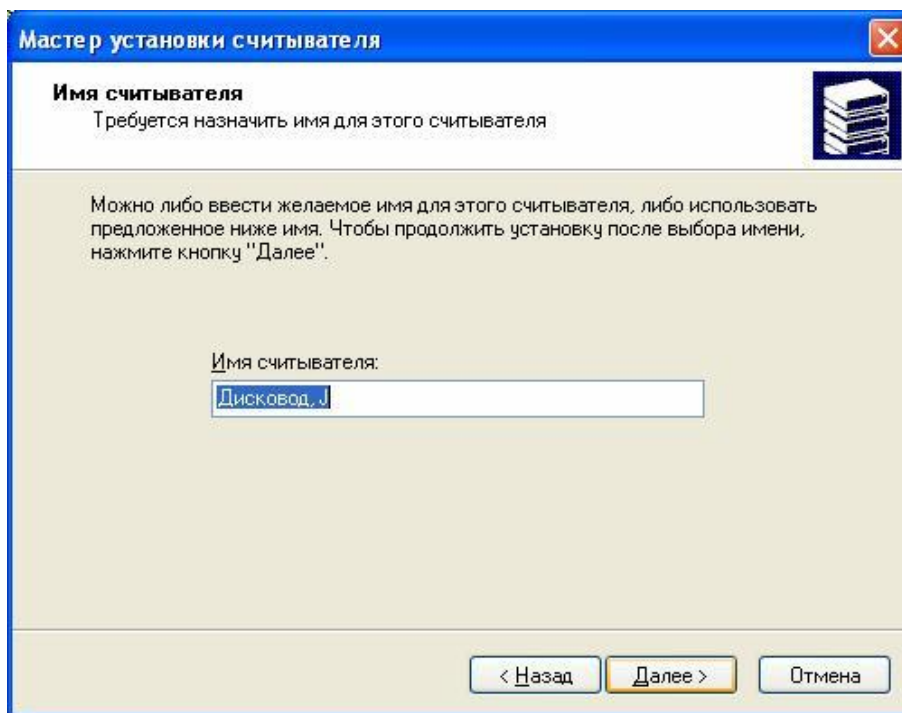 Мастер установки считывателя
Имя считывателя
Требуется назначить имя для этого считывателя
Можно либо ввести желаемое имя для этого считывателя, либо использовать
предложенное ниже имя. Чтобы продолжить установку после выбора имени,
нажмите кнопку "Далее".
Имя считывателя:
Дисковод, J
< Назад
Далее >
Отмена